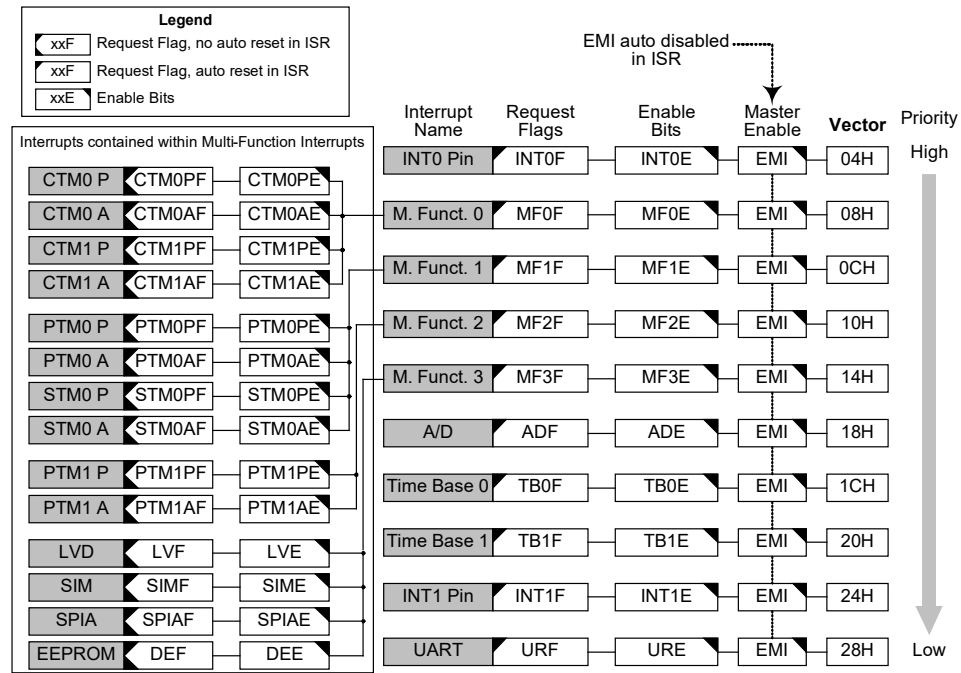 Legend
xxF Request Flag, no auto reset in ISR
xxF Request Flag, auto reset in ISR
xxE Enable Bits
EMI auto disabled
in ISR
Interrupt Name Request Flags Enable Bits Master Enable Vector Priority
INT0 Pin INT0F INT0E EMI 04H High
M. Funct. 0 MF0F MF0E EMI 08H
M. Funct. 1 MF1F MF1E EMI 0CH
M. Funct. 2 MF2F MF2E EMI 10H
M. Funct. 3 MF3F MF3E EMI 14H
A/D ADF ADE EMI 18H
Time Base 0 TB0F TB0E EMI 1CH
Time Base 1 TB1F TB1E EMI 20H
INT1 Pin INT1F INT1E EMI 24H
UART URF URE EMI 28H Low
Interrupts contained within Multi-Function Interrupts
CTM0 P CTM0PF CTM0PE
CTM0 A CTM0AF CTM0AE
CTM1 P CTM1PF CTM1PE
CTM1 A CTM1AF CTM1AE
PTM0 P PTM0PF PTM0PE
PTM0 A PTM0AF PTM0AE
STM0 P STM0PF STM0PE
STM0 A STM0AF STM0AE
PTM1 P PTM1PF PTM1PE
PTM1 A PTM1AF PTM1AE
LVD LVF LVE
SIM SIMF SIME
SPIA SPIAF SPIAE
EEPROM DEF DEE